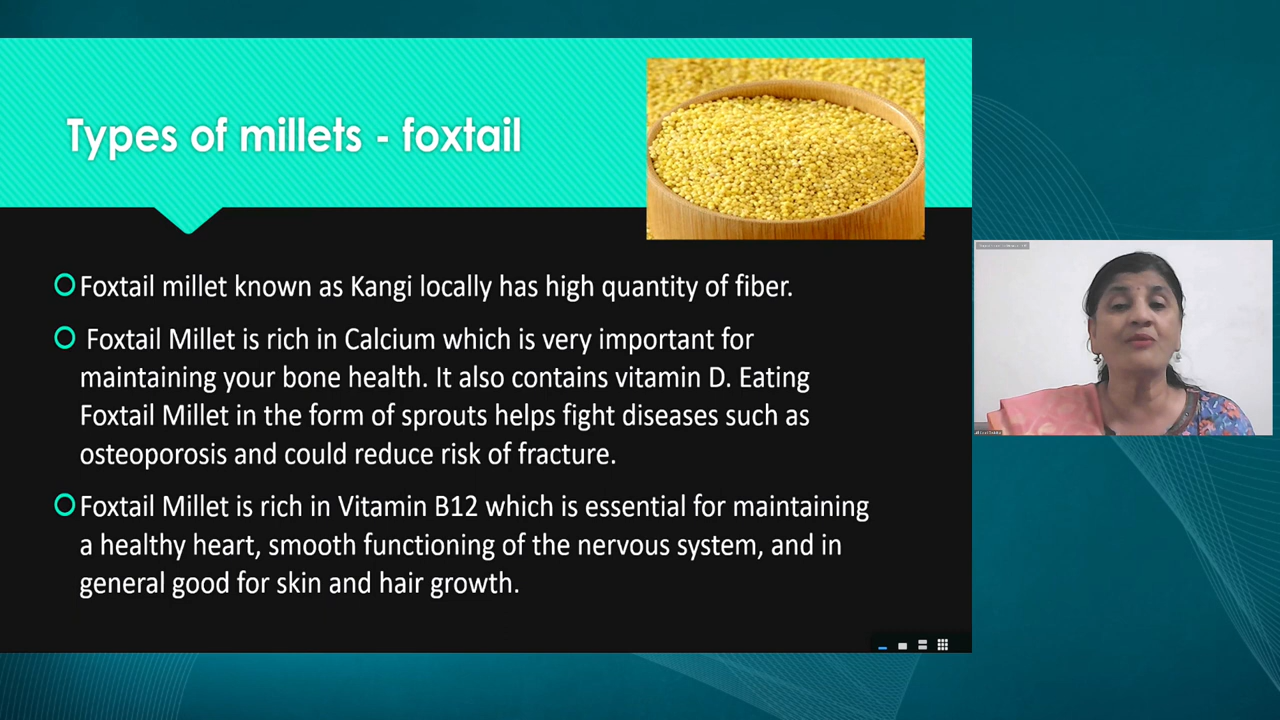 Types of millets - foxtail
Foxtail millet known as Kangi locally has high quantity of fiber.
Foxtail Millet is rich in Calcium which is very important for
maintaining your bone health. It also contains vitamin D. Eating
Foxtail Millet in the form of sprouts helps fight diseases such as
osteoporosis and could reduce risk of fracture.
Foxtail Millet is rich in Vitamin B12 which is essential for maintaining
a healthy heart, smooth functioning of the nervous system, and in
general good for skin and hair growth.